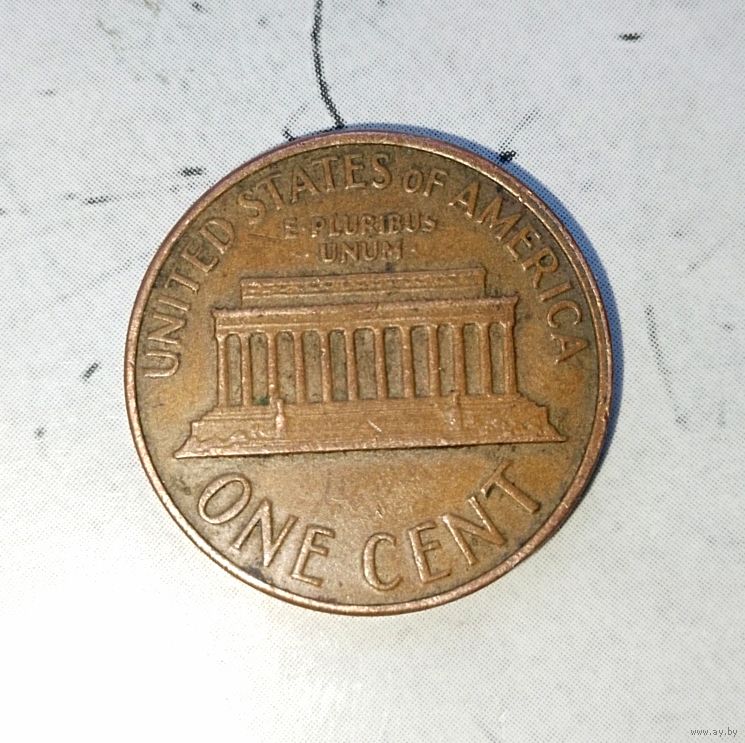 UNITED STATES OF AMERICA
E PLURIBUS
UNUM
ONE CENT
www.ay.by